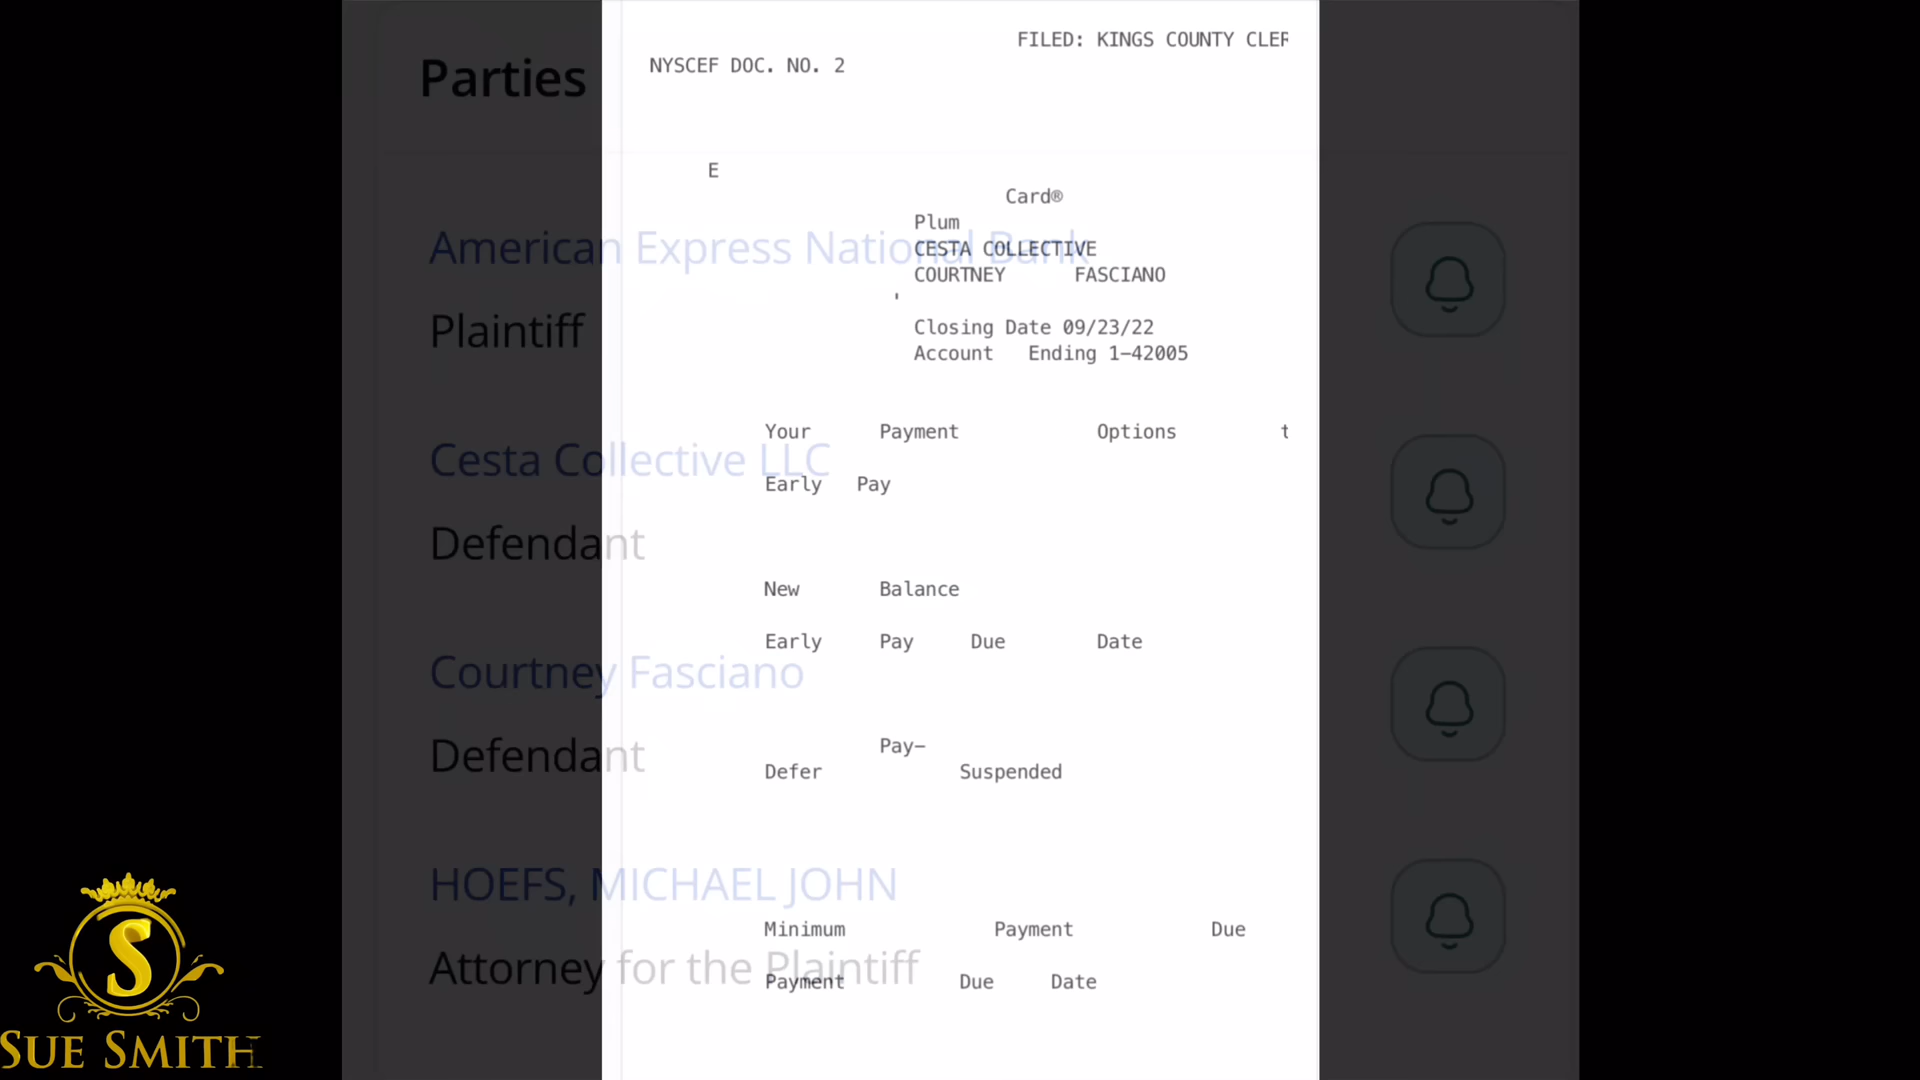 Parties
American Express National Bank
Plaintiff
Cesta Collective LLC
Defendant
Courtney Fasciano
Defendant
HOEFS, MICHAEL JOHN
Attorney for the Plaintiff
FILED: KINGS COUNTY CLER
NYSCEF DOC. NO. 2
E
Card®
Plum
CESTA COLLECTIVE
COURTNEY FASCIANO
'
Closing Date 09/23/22
Account Ending 1-42005
Your Payment Options t
Early Pay
New Balance
Early Pay Due Date
Pay-
Defer Suspended
Minimum Payment Due
Payment Due Date
S
SUE SMITH